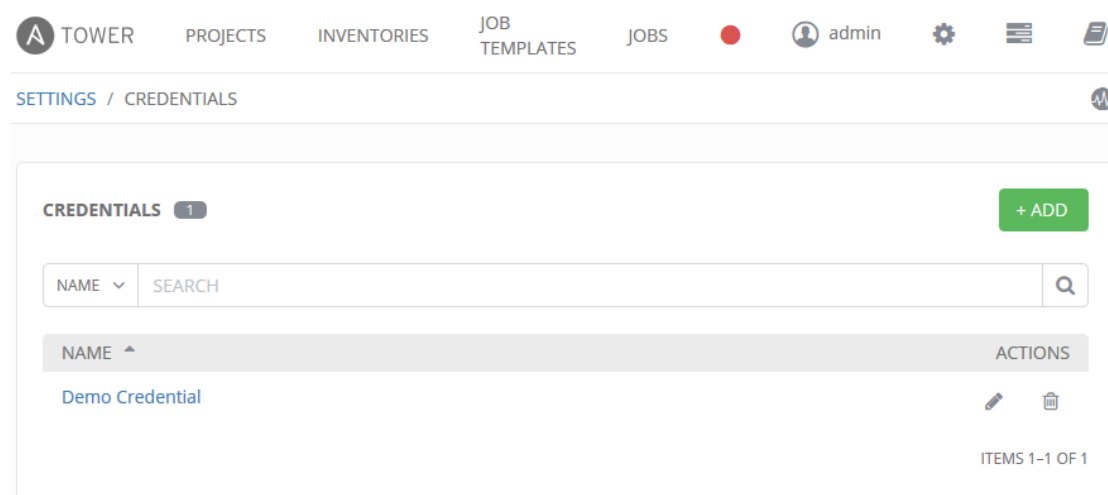 A TOWER PROJECTS INVENTORIES JOB TEMPLATES JOBS admin
SETTINGS / CREDENTIALS
CREDENTIALS 1 + ADD
NAME SEARCH
NAME ACTIONS
Demo Credential
ITEMS 1–1 OF 1